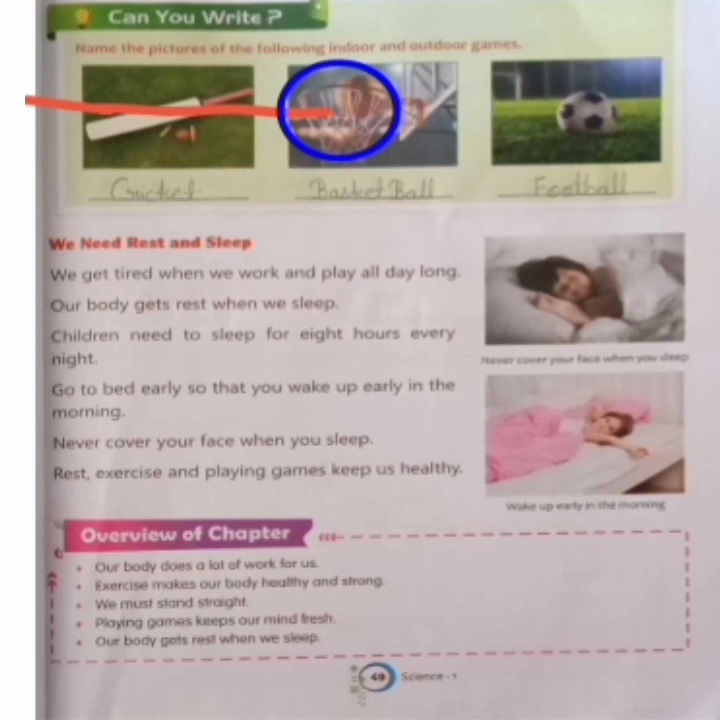 Can You Write ?
Name the pictures of the following indoor and outdoor games.
Cricket BasketBall Football
We Need Rest and Sleep
We get tired when we work and play all day long.
Our body gets rest when we sleep.
Children need to sleep for eight hours every
night.
Go to bed early so that you wake up early in the
morning.
Never cover your face when you sleep.
Rest, exercise and playing games keep us healthy.
Never cover your face when you sleep
Wake up early in the morning
Overview of Chapter
Our body does a lot of work for us.
Exercise makes our body healthy and strong.
We must stand straight.
Playing games keeps our mind fresh.
Our body gets rest when we sleep.
49 Science - 1